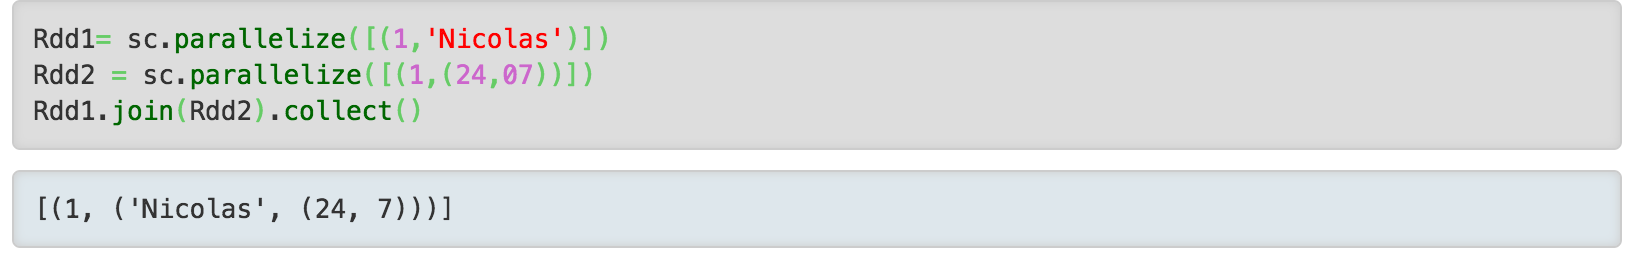 Rdd1= sc.parallelize([(1,'Nicolas')])
Rdd2 = sc.parallelize([(1,(24,07))])
Rdd1.join(Rdd2).collect()
[(1, ('Nicolas', (24, 7)))]